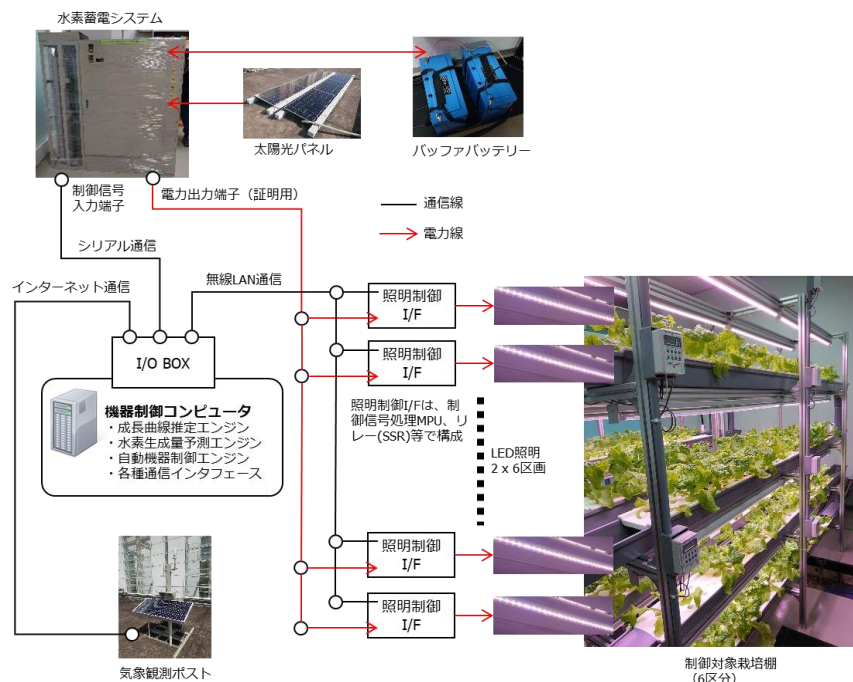 水素蓄電システム
太陽光パネル
バッファバッテリー
制御信号
入力端子
電力出力端子（証明用）
通信線
電力線
シリアル通信
インターネット通信
無線LAN通信
I/O BOX
照明制御
I/F
照明制御
I/F
照明制御I/Fは、制
御信号処理MPU、リ
レー(SSR)等で構成
LED照明
2 x 6区画
機器制御コンピュータ
・成長曲線推定エンジン
・水素生成量予測エンジン
・自動機器制御エンジン
・各種通信インタフェース
照明制御
I/F
照明制御
I/F
気象観測ポスト
制御対象栽培棚
（6区分）